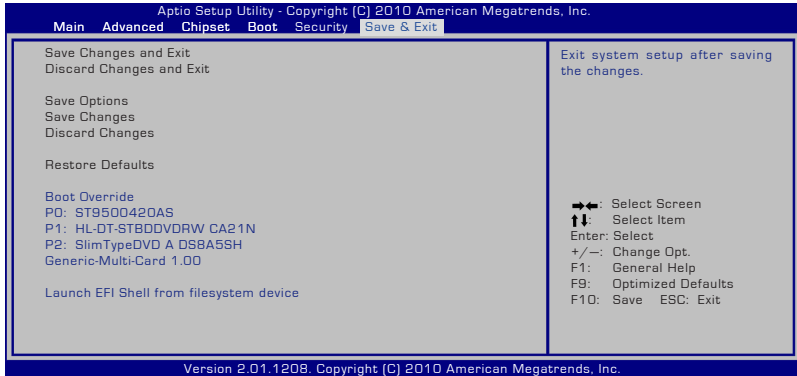 Aptio Setup Utility - Copyright (C) 2010 American Megatrends, Inc.
Main Advanced Chipset Boot Security Save & Exit
Save Changes and Exit
Discard Changes and Exit
Save Options
Save Changes
Discard Changes
Restore Defaults
Boot Override
P0: ST9500420AS
P1: HL-DT-STBDDVDRW CA21N
P2: SlimTypeDVD A DS8A5SH
Generic-Multi-Card 1.00
Launch EFI Shell from filesystem device
Exit system setup after saving
the changes.
→←: Select Screen
↑↓: Select Item
Enter: Select
+/—: Change Opt.
F1: General Help
F9: Optimized Defaults
F10: Save ESC: Exit
Version 2.01.1208. Copyright (C) 2010 American Megatrends, Inc.